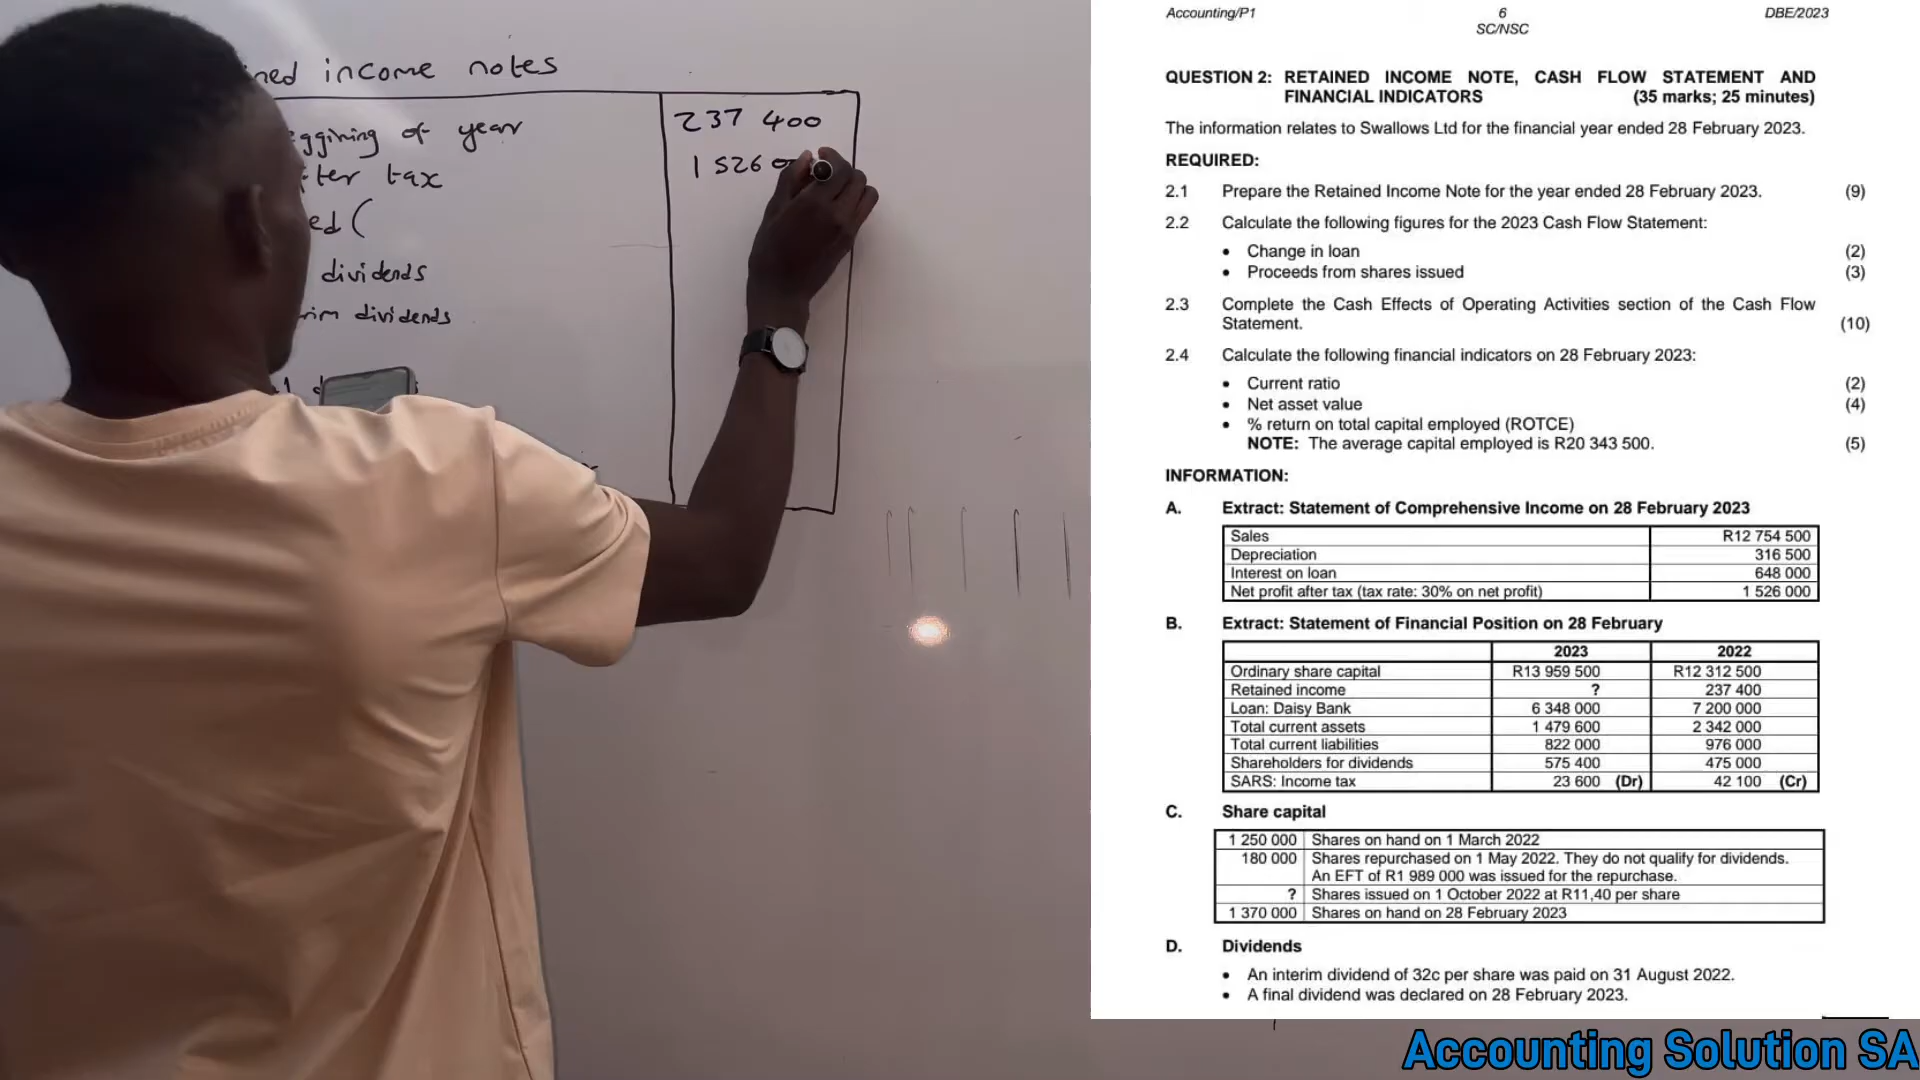 income notes
237 400
eggining of year
1 526
tax
ed (
dividends
rim dividends
Accounting/P1 6 DBE/2023
SC/NSC
QUESTION 2: RETAINED INCOME NOTE, CASH FLOW STATEMENT AND
FINANCIAL INDICATORS (35 marks; 25 minutes)
The information relates to Swallows Ltd for the financial year ended 28 February 2023.
REQUIRED:
2.1 Prepare the Retained Income Note for the year ended 28 February 2023. (9)
2.2 Calculate the following figures for the 2023 Cash Flow Statement:
• Change in loan (2)
• Proceeds from shares issued (3)
2.3 Complete the Cash Effects of Operating Activities section of the Cash Flow
Statement. (10)
2.4 Calculate the following financial indicators on 28 February 2023:
• Current ratio (2)
• Net asset value (4)
• % return on total capital employed (ROTCE)
NOTE: The average capital employed is R20 343 500. (5)
INFORMATION:
A. Extract: Statement of Comprehensive Income on 28 February 2023
Sales R12 754 500
Depreciation 316 500
Interest on loan 648 000
Net profit after tax (tax rate: 30% on net profit) 1 526 000
B. Extract: Statement of Financial Position on 28 February
2023 2022
Ordinary share capital R13 959 500 R12 312 500
Retained income ? 237 400
Loan: Daisy Bank 6 348 000 7 200 000
Total current assets 1 479 600 2 342 000
Total current liabilities 822 000 976 000
Shareholders for dividends 575 400 475 000
SARS: Income tax 23 600 (Dr) 42 100 (Cr)
C. Share capital
1 250 000 Shares on hand on 1 March 2022
180 000 Shares repurchased on 1 May 2022. They do not qualify for dividends.
An EFT of R1 989 000 was issued for the repurchase.
? Shares issued on 1 October 2022 at R11,40 per share
1 370 000 Shares on hand on 28 February 2023
D. Dividends
• An interim dividend of 32c per share was paid on 31 August 2022.
• A final dividend was declared on 28 February 2023.
Accounting Solution SA